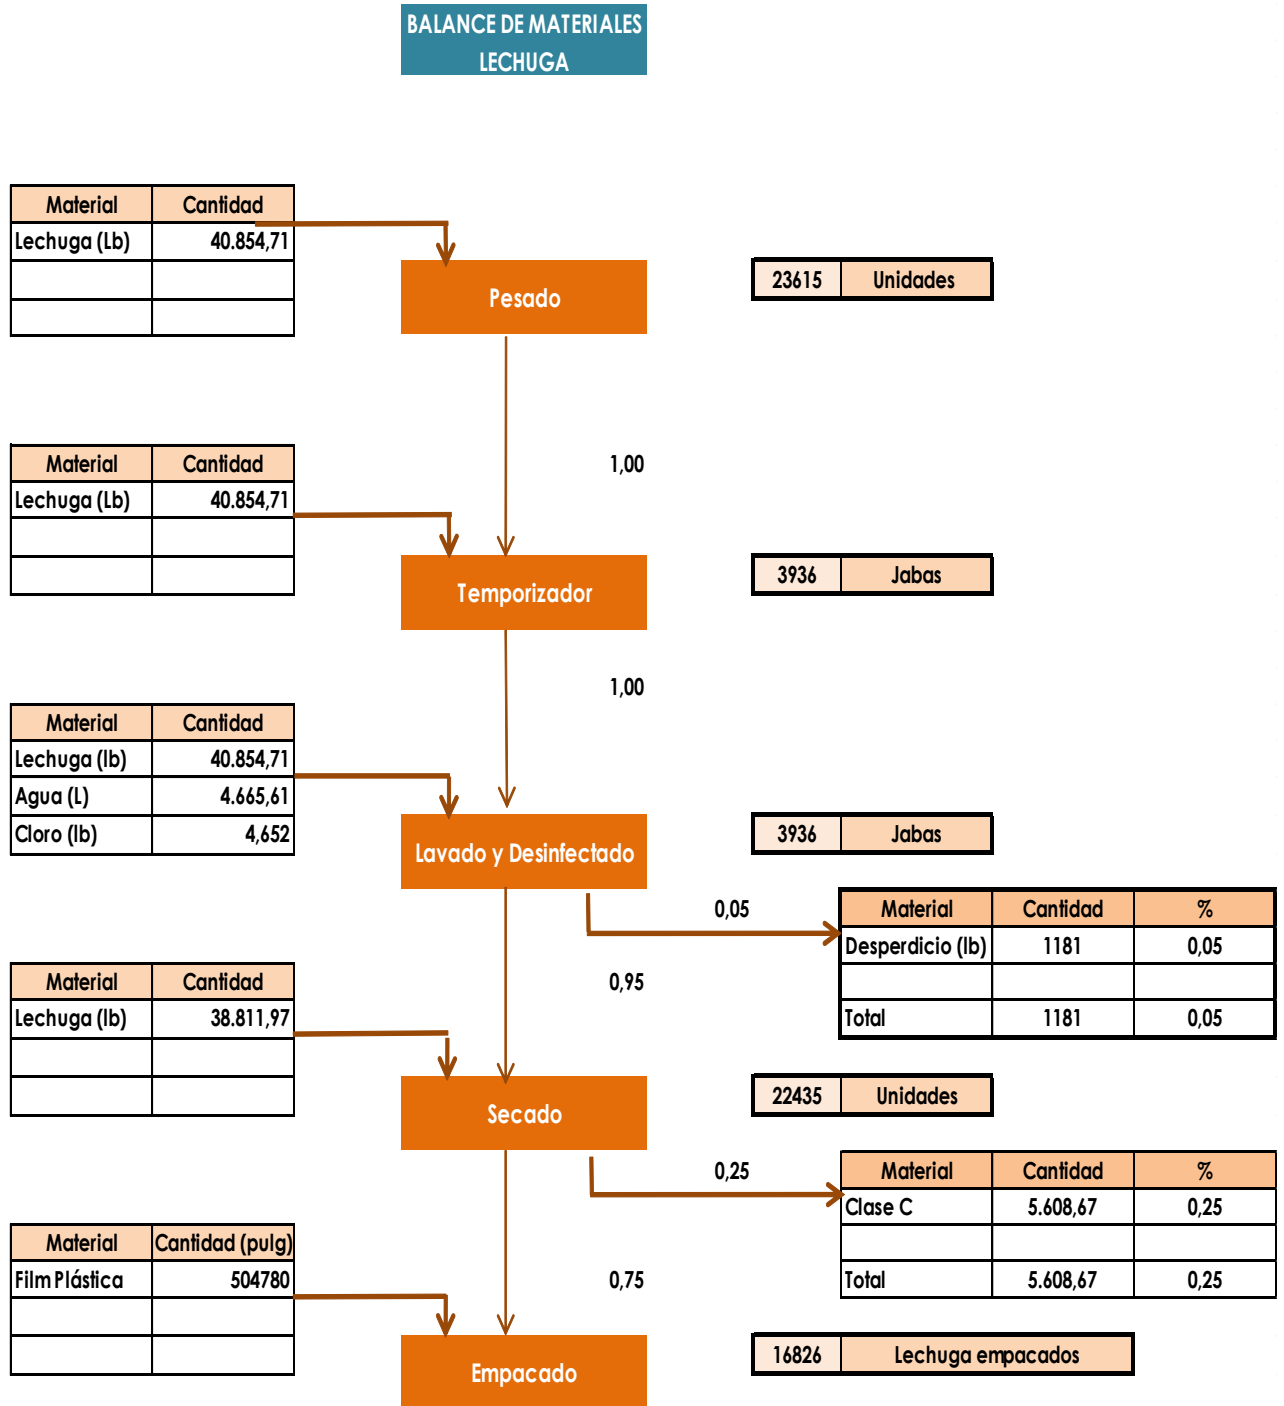 BALANCE DE MATERIALES
LECHUGA
Material Cantidad
Lechuga (Lb) 40.854,71
Pesado
23615 Unidades
Material Cantidad
Lechuga (Lb) 40.854,71
1,00
Temporizador
3936 Jabas
1,00
Material Cantidad
Lechuga (lb) 40.854,71
Agua (L) 4.665,61
Cloro (lb) 4,652
Lavado y Desinfectado
3936 Jabas
0,05
Material Cantidad %
Desperdicio (lb) 1181 0,05
Total 1181 0,05
0,95
Material Cantidad
Lechuga (lb) 38.811,97
Secado
22435 Unidades
0,25
Material Cantidad %
Clase C 5.608,67 0,25
Total 5.608,67 0,25
Material Cantidad (pulg)
Film Plástica 504780
0,75
Empacado
16826 Lechuga empacados